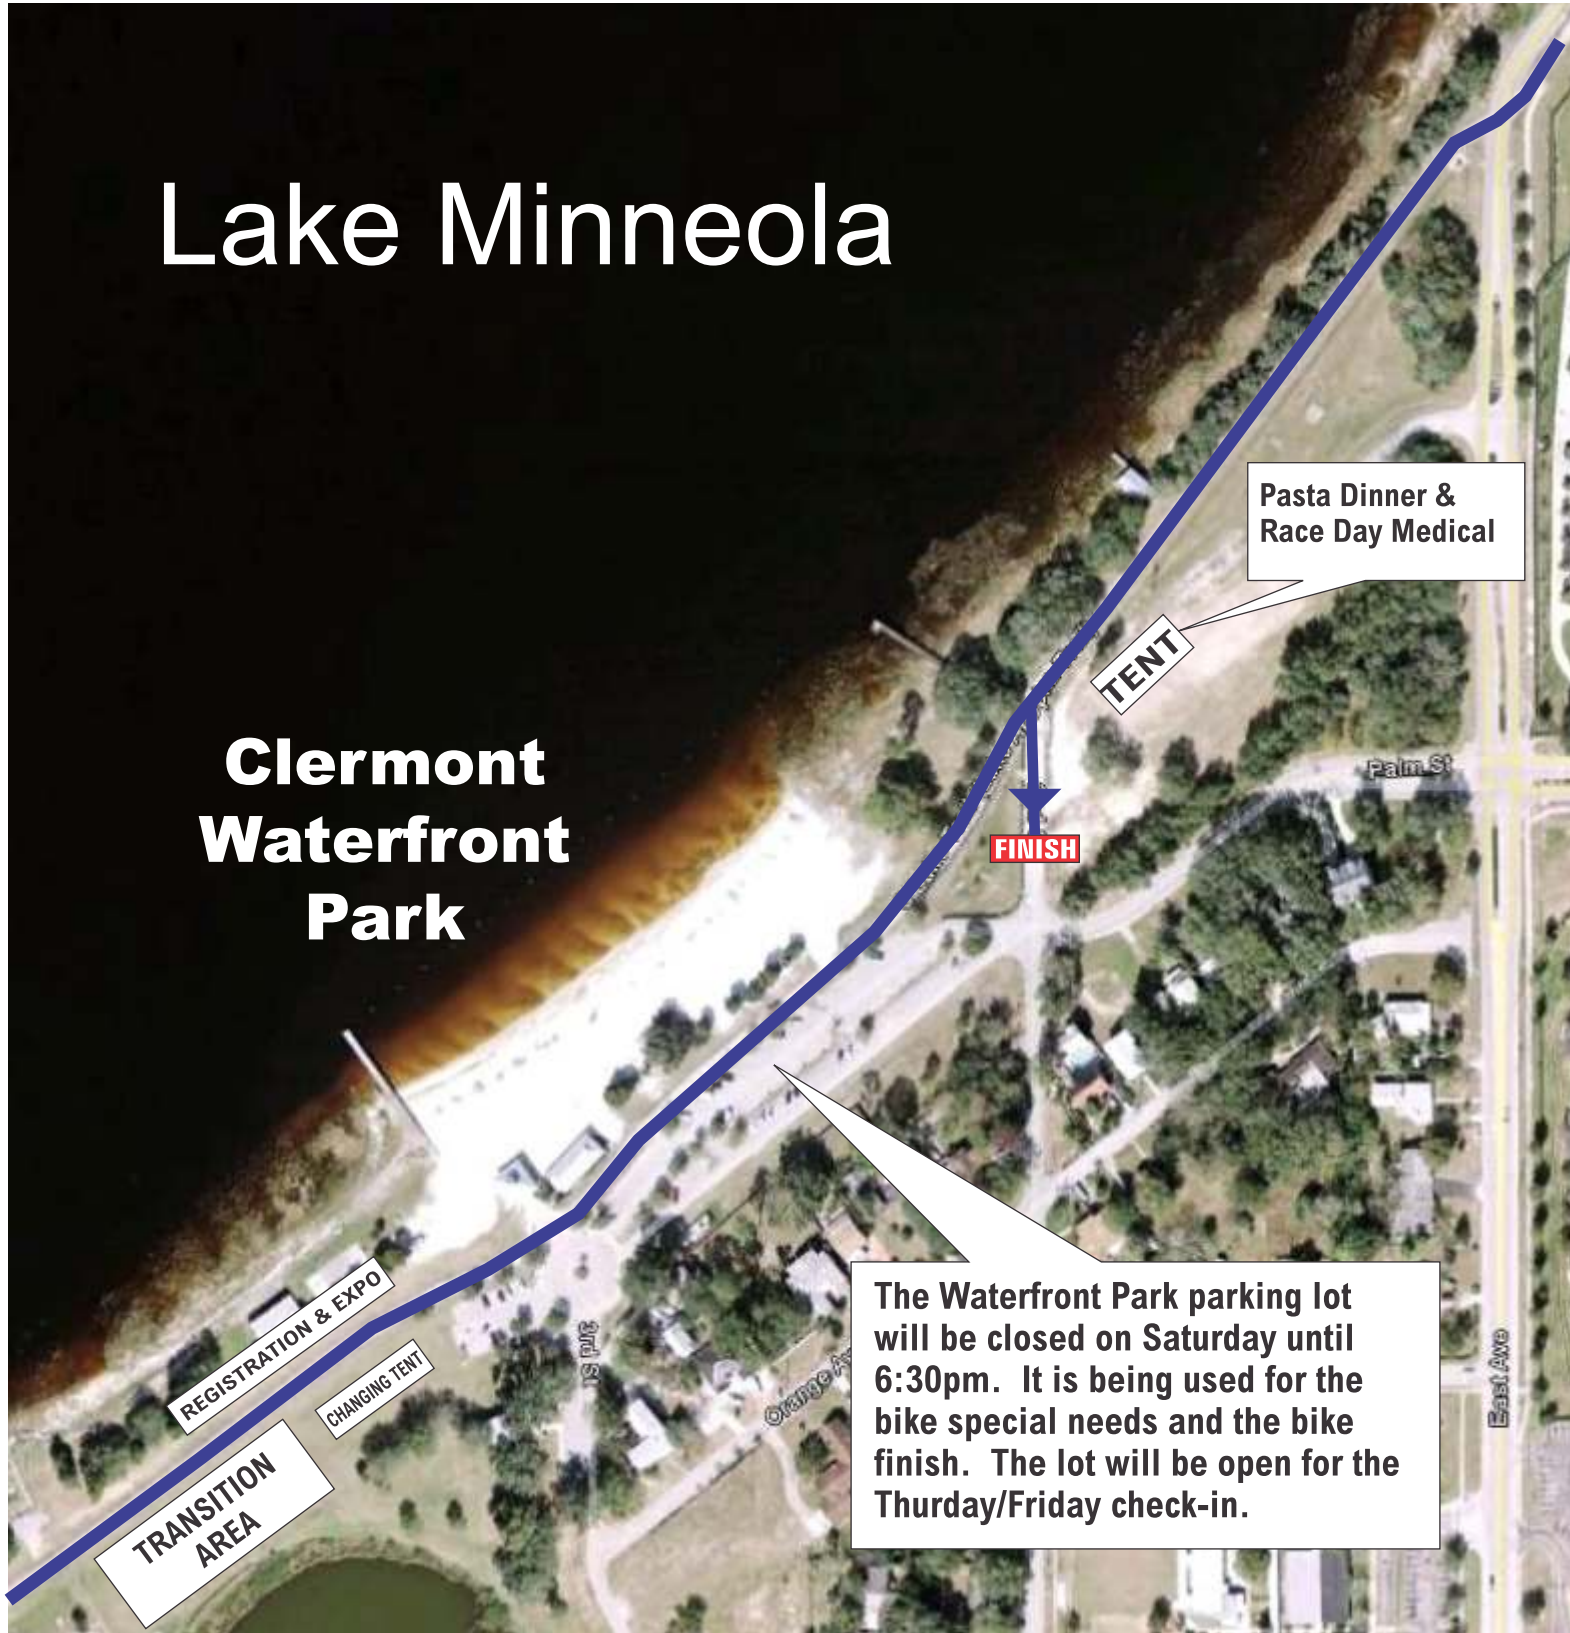 Lake Minneola
Pasta Dinner &
Race Day Medical
TENT
Clermont
Waterfront
Park
Palm St
FINISH
REGISTRATION & EXPO
CHANGING TENT
TRANSITION
AREA
3rd St
Orange Av
East Ave
The Waterfront Park parking lot
will be closed on Saturday until
6:30pm. It is being used for the
bike special needs and the bike
finish. The lot will be open for the
Thurday/Friday check-in.